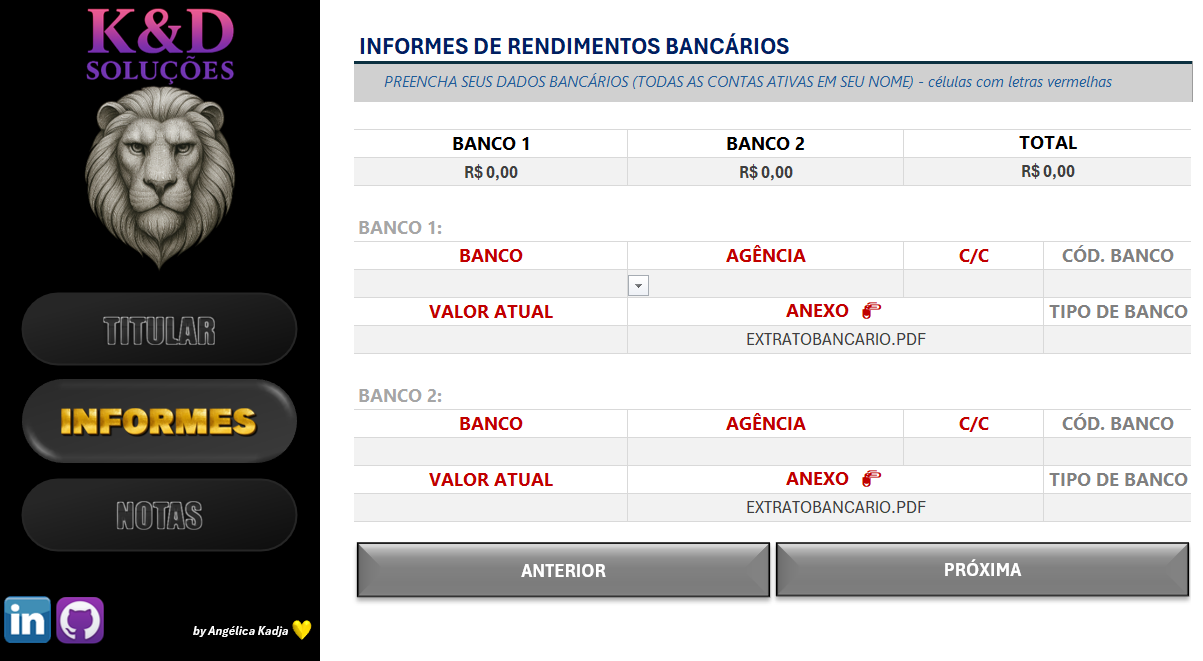 K&D
SOLUÇÕES
TITULAR
INFORMES
NOTAS
in
by Angélica Kadja
INFORMES DE RENDIMENTOS BANCÁRIOS
PREENCHA SEUS DADOS BANCÁRIOS (TODAS AS CONTAS ATIVAS EM SEU NOME) - células com letras vermelhas
BANCO 1 BANCO 2 TOTAL
R$ 0,00 R$ 0,00 R$ 0,00
BANCO 1:
BANCO AGÊNCIA C/C CÓD. BANCO
VALOR ATUAL ANEXO TIPO DE BANCO
EXTRATOBANCARIO.PDF
BANCO 2:
BANCO AGÊNCIA C/C CÓD. BANCO
VALOR ATUAL ANEXO TIPO DE BANCO
EXTRATOBANCARIO.PDF
ANTERIOR PRÓXIMA